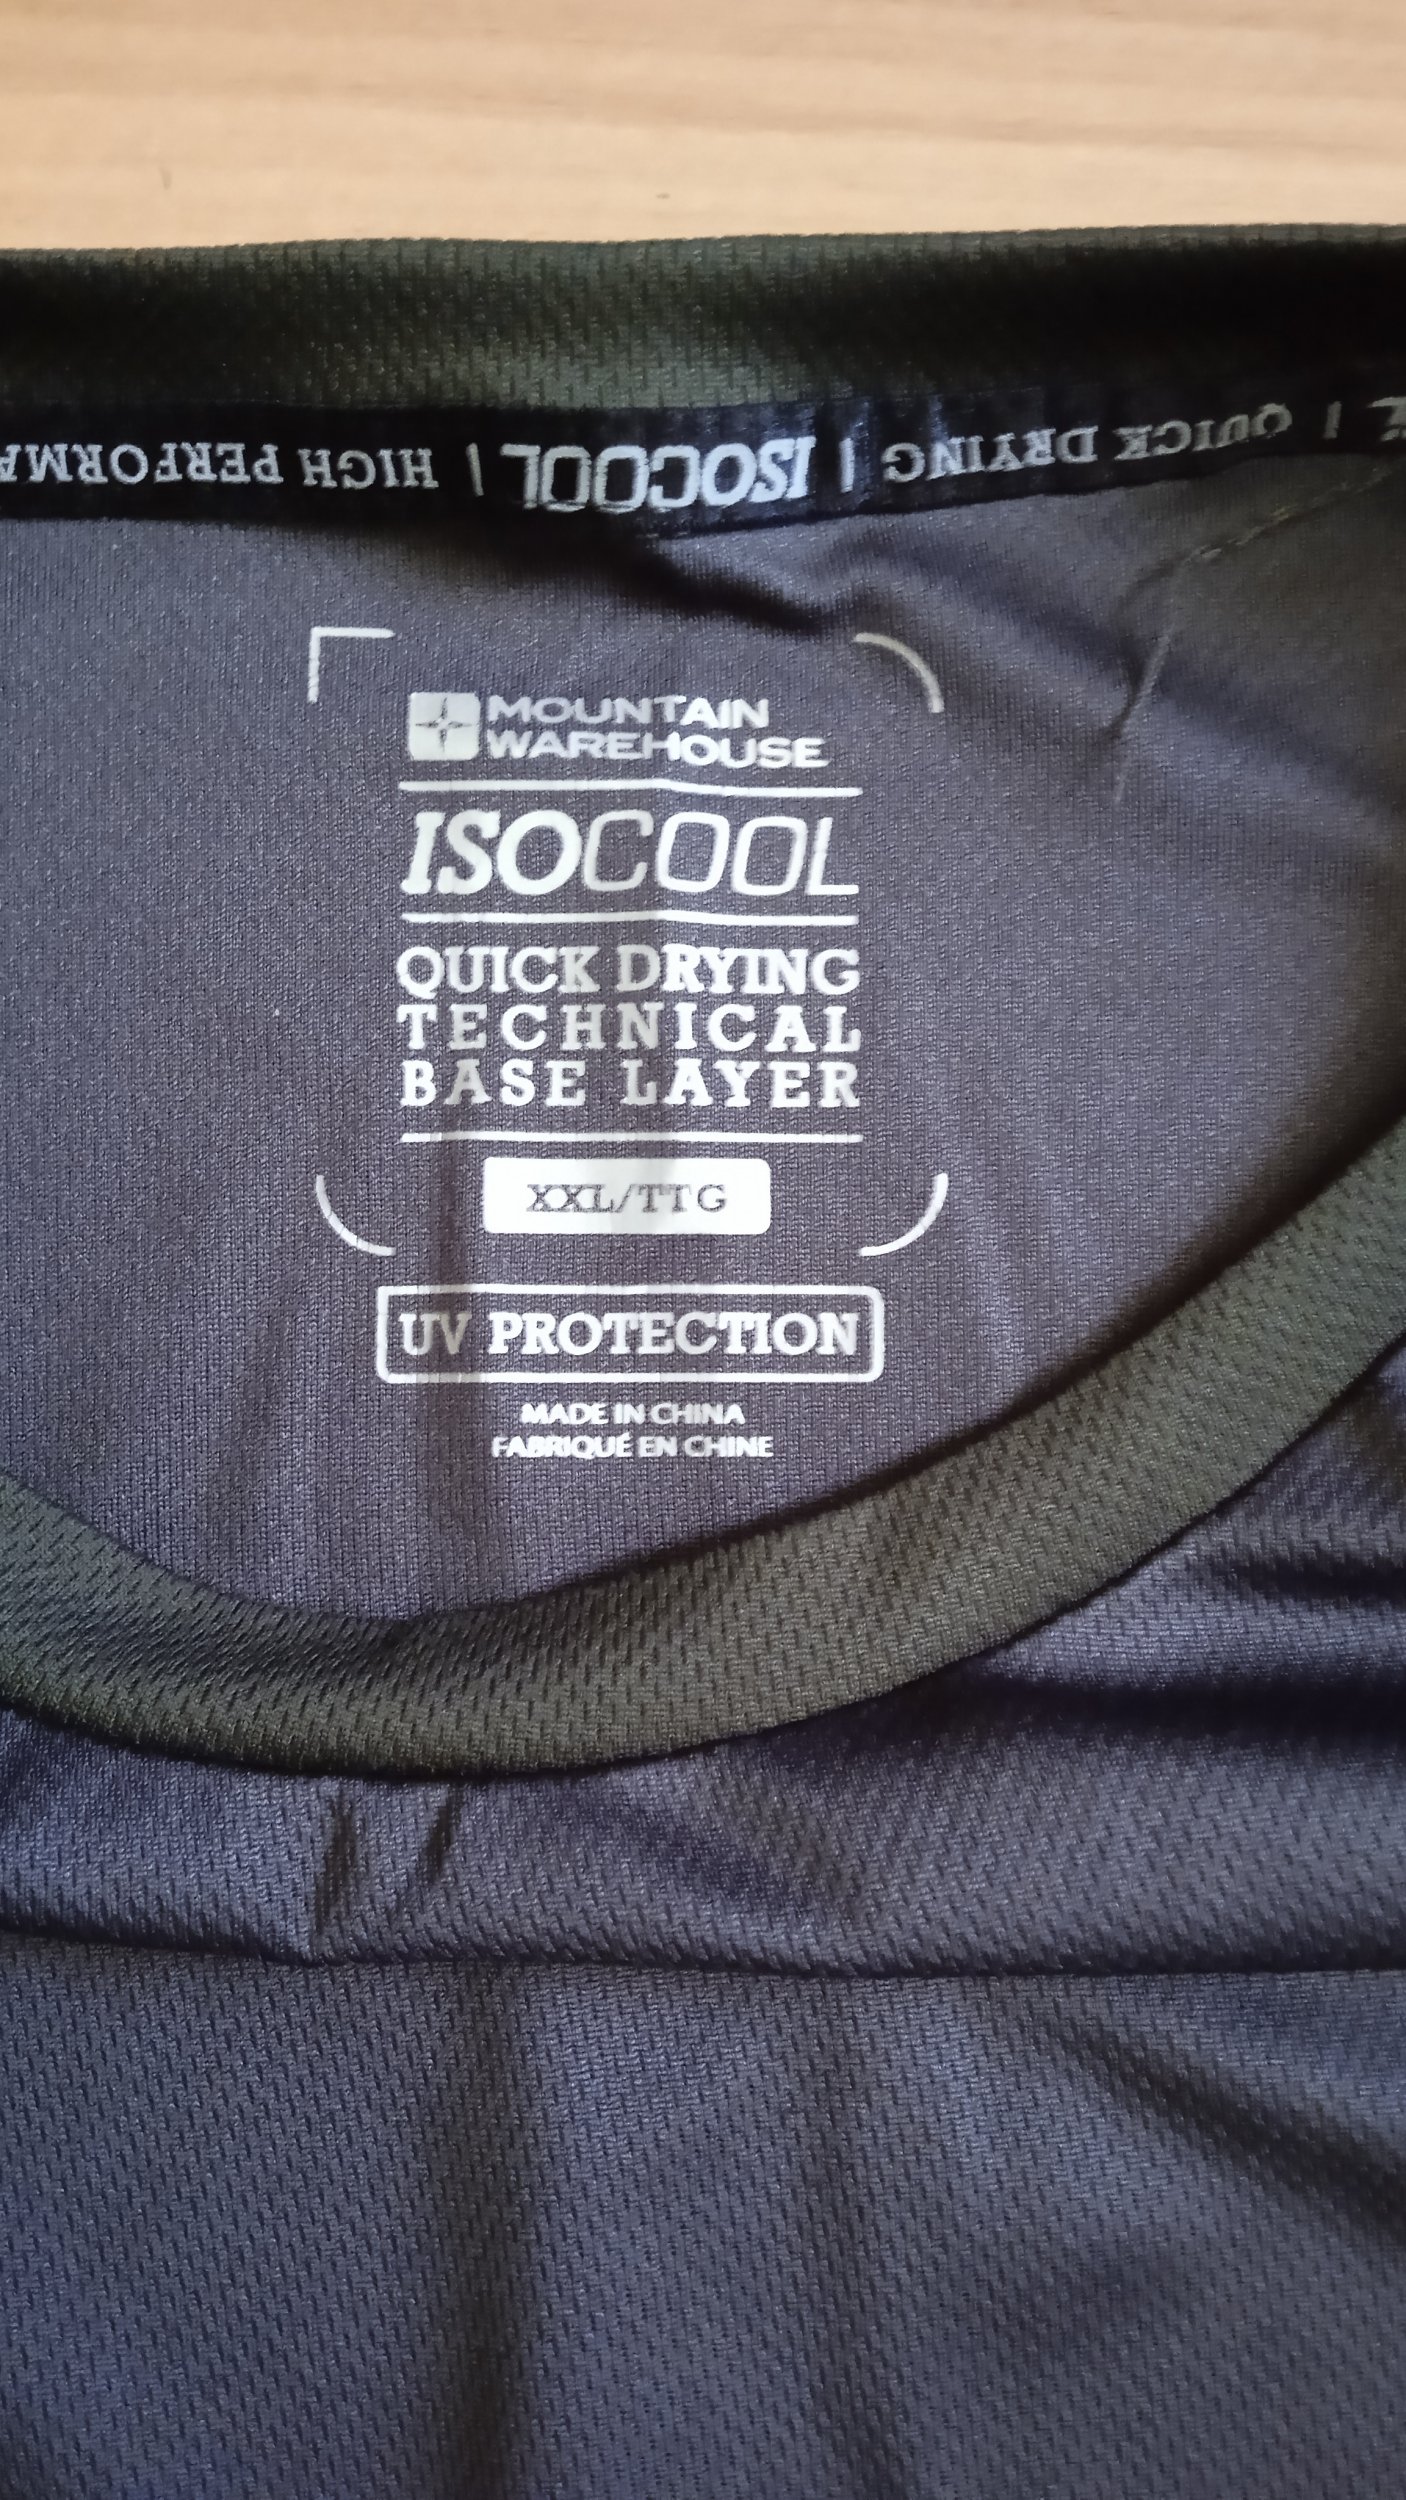 HIGH PERFORMA
ISOCOOL
QUICK DRYING
MOUNTAIN
WAREHOUSE
ISOCOOL
QUICK DRYING
TECHNICAL
BASE LAYER
XXL/TTG
UV PROTECTION
MADE IN CHINA
FABRIQUÉ EN CHINE